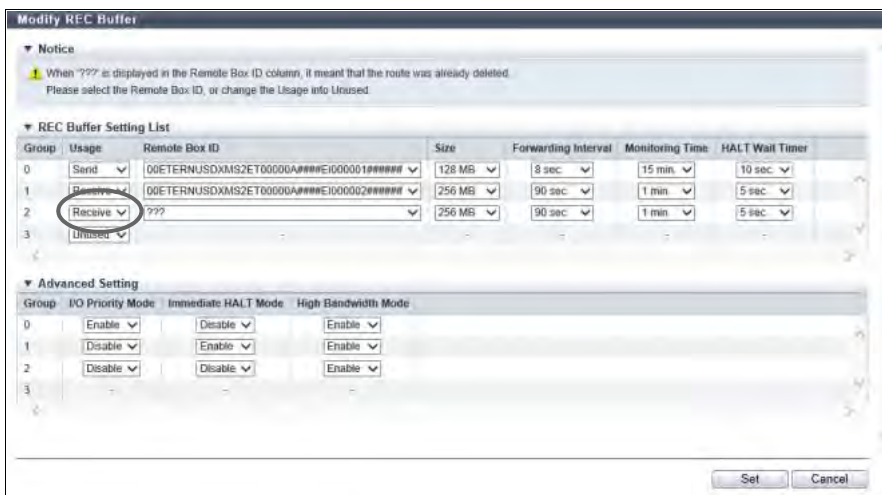 Modify REC Buffer
▼ Notice
When '???' is displayed in the Remote Box ID column, it meant that the route was already deleted.
Please select the Remote Box ID, or change the Usage into Unused.
▼ REC Buffer Setting List
Group Usage Remote Box ID Size Forwarding Interval Monitoring Time HALT Wait Timer
0 Send 00ETERNUSDXMS2ET00000A####EI000001###### 128 MB 8 sec. 15 min. 10 sec.
1 Receive 00ETERNUSDXMS2ET00000A####EI000002###### 256 MB 90 sec. 1 min. 5 sec.
2 Receive ??? 256 MB 90 sec. 1 min. 5 sec.
3 Unused - - - - -
▼ Advanced Setting
Group I/O Priority Mode Immediate HALT Mode High Bandwidth Mode
0 Enable Disable Enable
1 Disable Enable Enable
2 Disable Disable Enable
3 - - -
Set Cancel